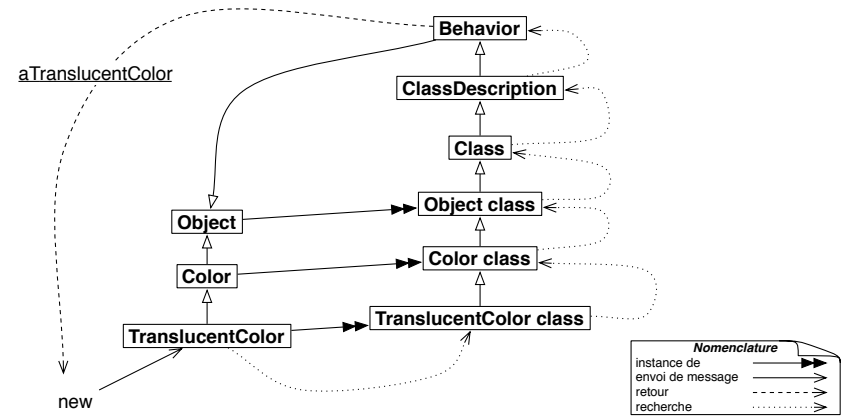 Behavior
aTranslucentColor
ClassDescription
Class
Object class
Object
Color class
Color
TranslucentColor class
TranslucentColor
new
Nomenclature
instance de
envoi de message
retour
recherche